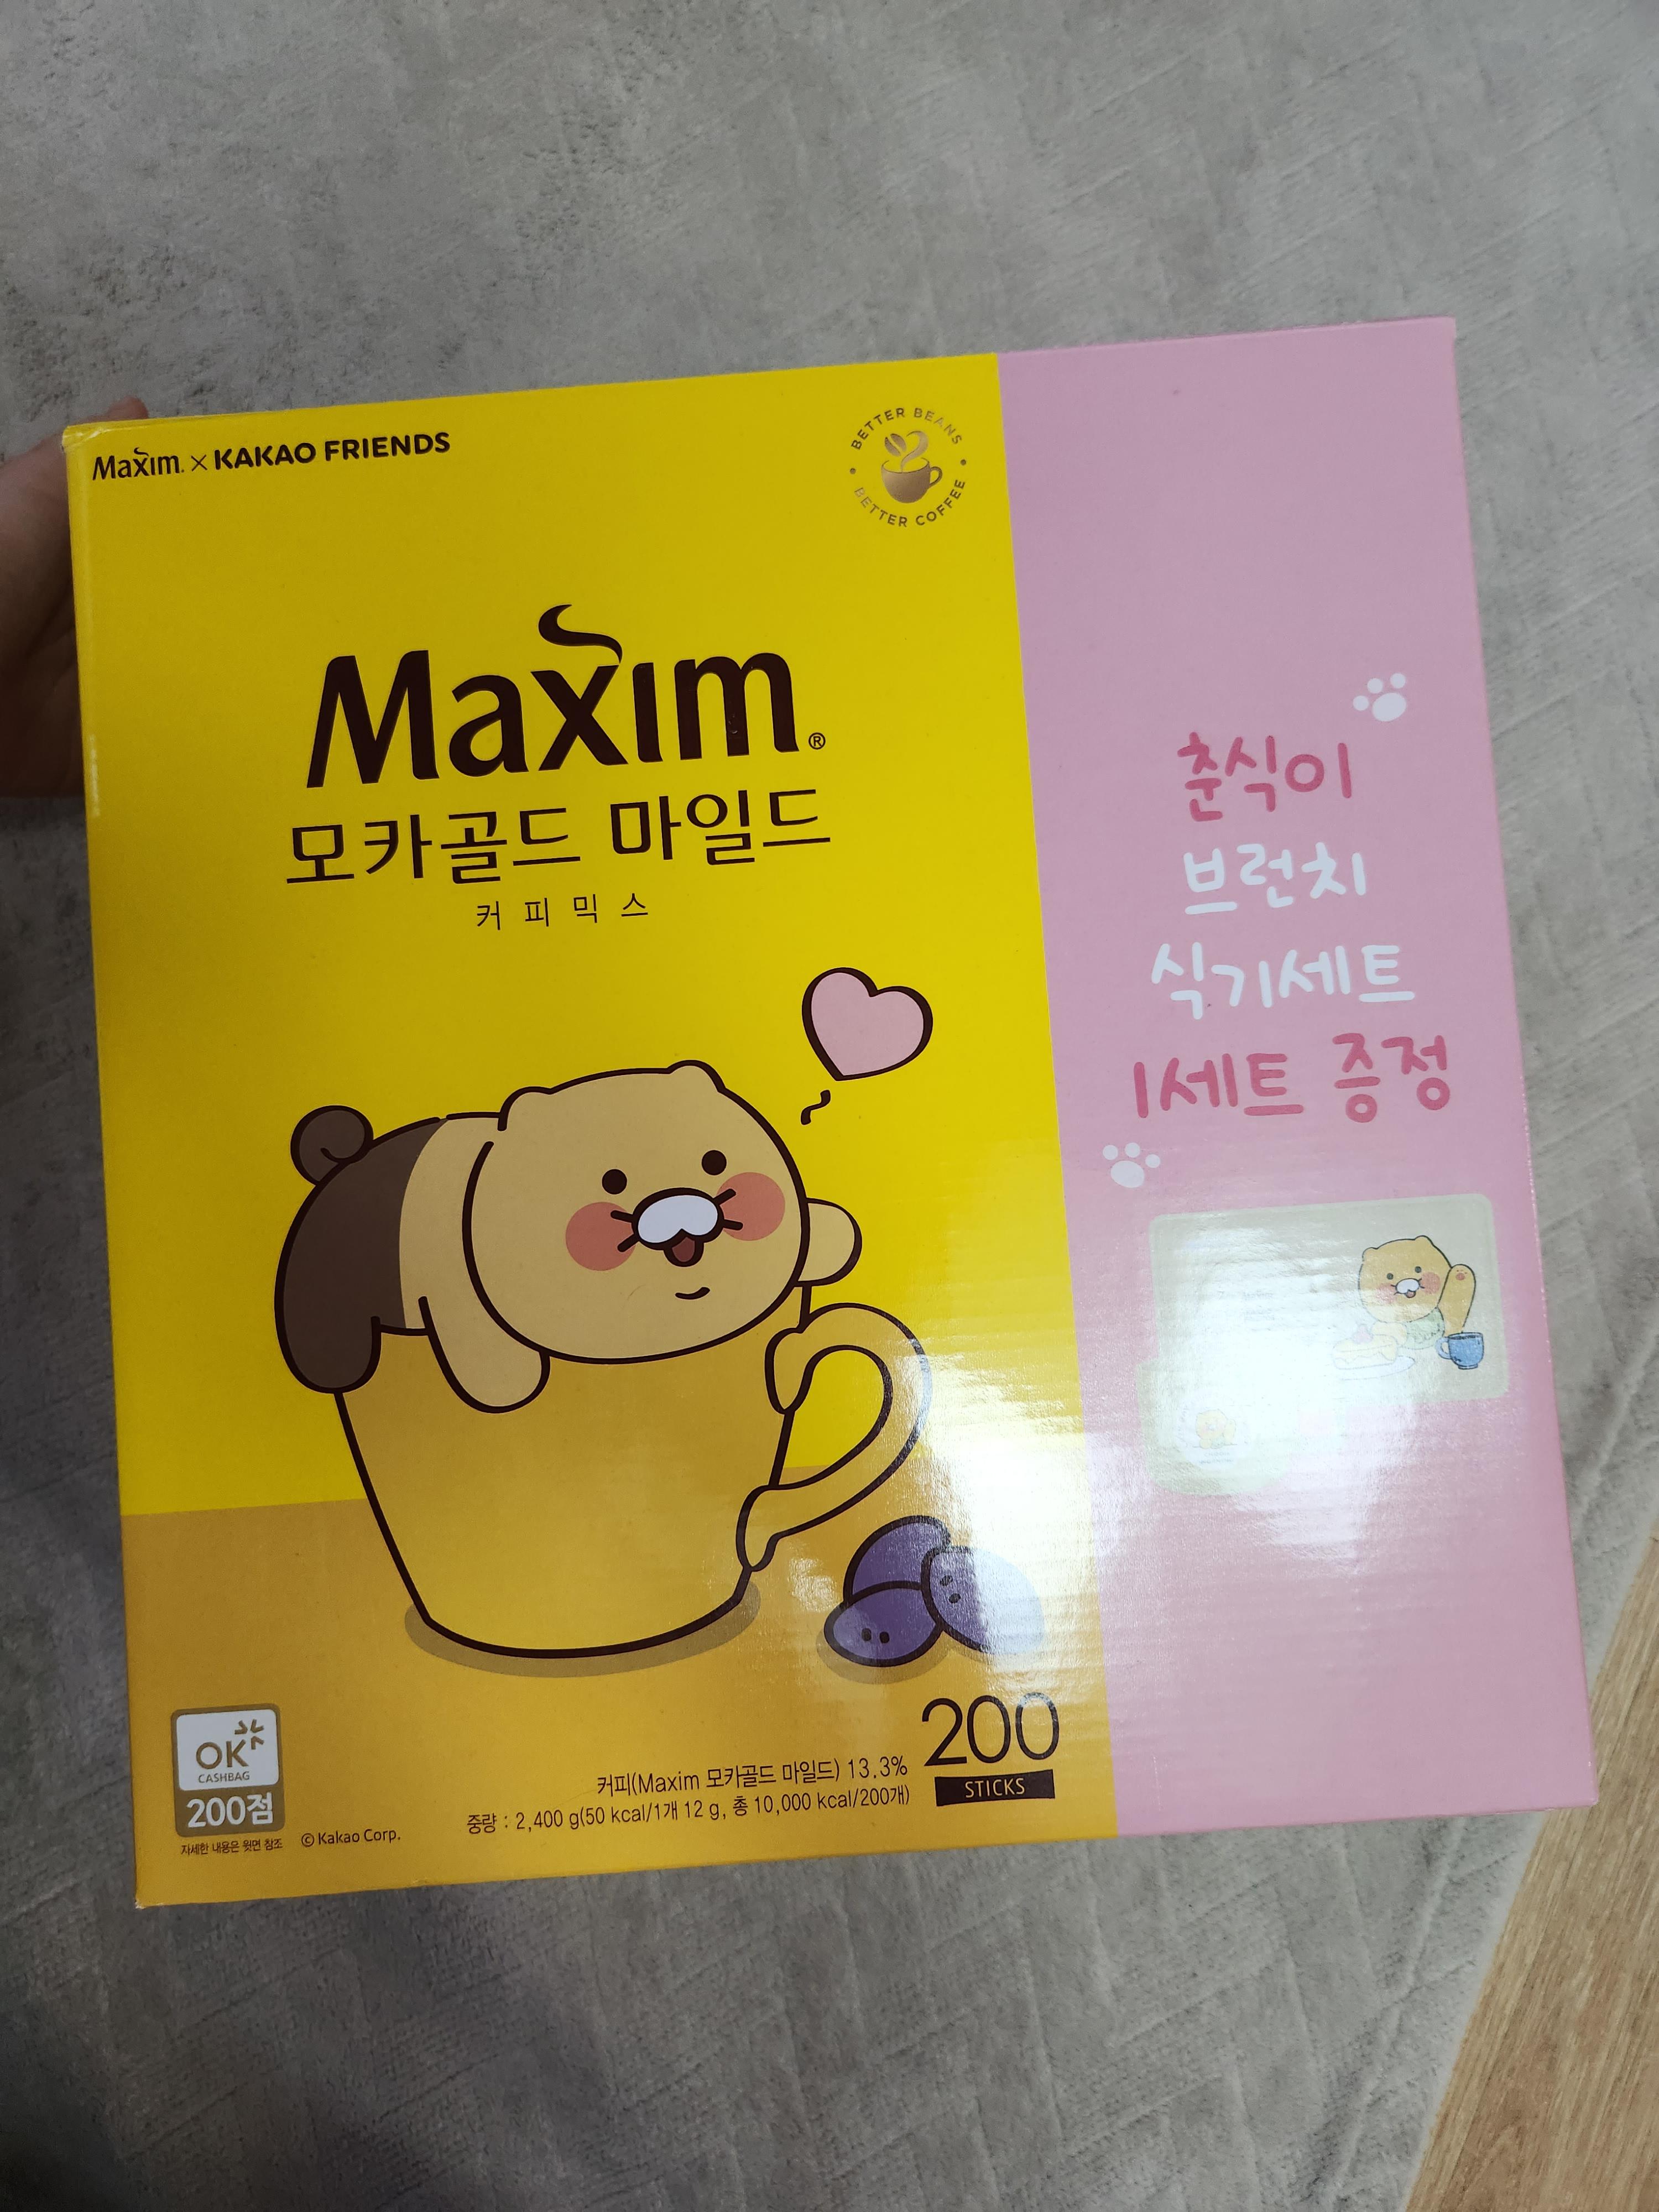 Maxim. × KAKAO FRIENDS
BETTER BEANS
BETTER COFFEE
Maxim®
모카골드 마일드
커피믹스
춘식이
브런치
식기세트
1세트 증정
OK
CASHBAG
200점
자세한 내용은 윗면 참조
© Kakao Corp.
커피(Maxim 모카골드 마일드) 13.3%
중량 : 2,400 g(50 kcal/1개 12 g, 총 10,000 kcal/200개)
200
STICKS